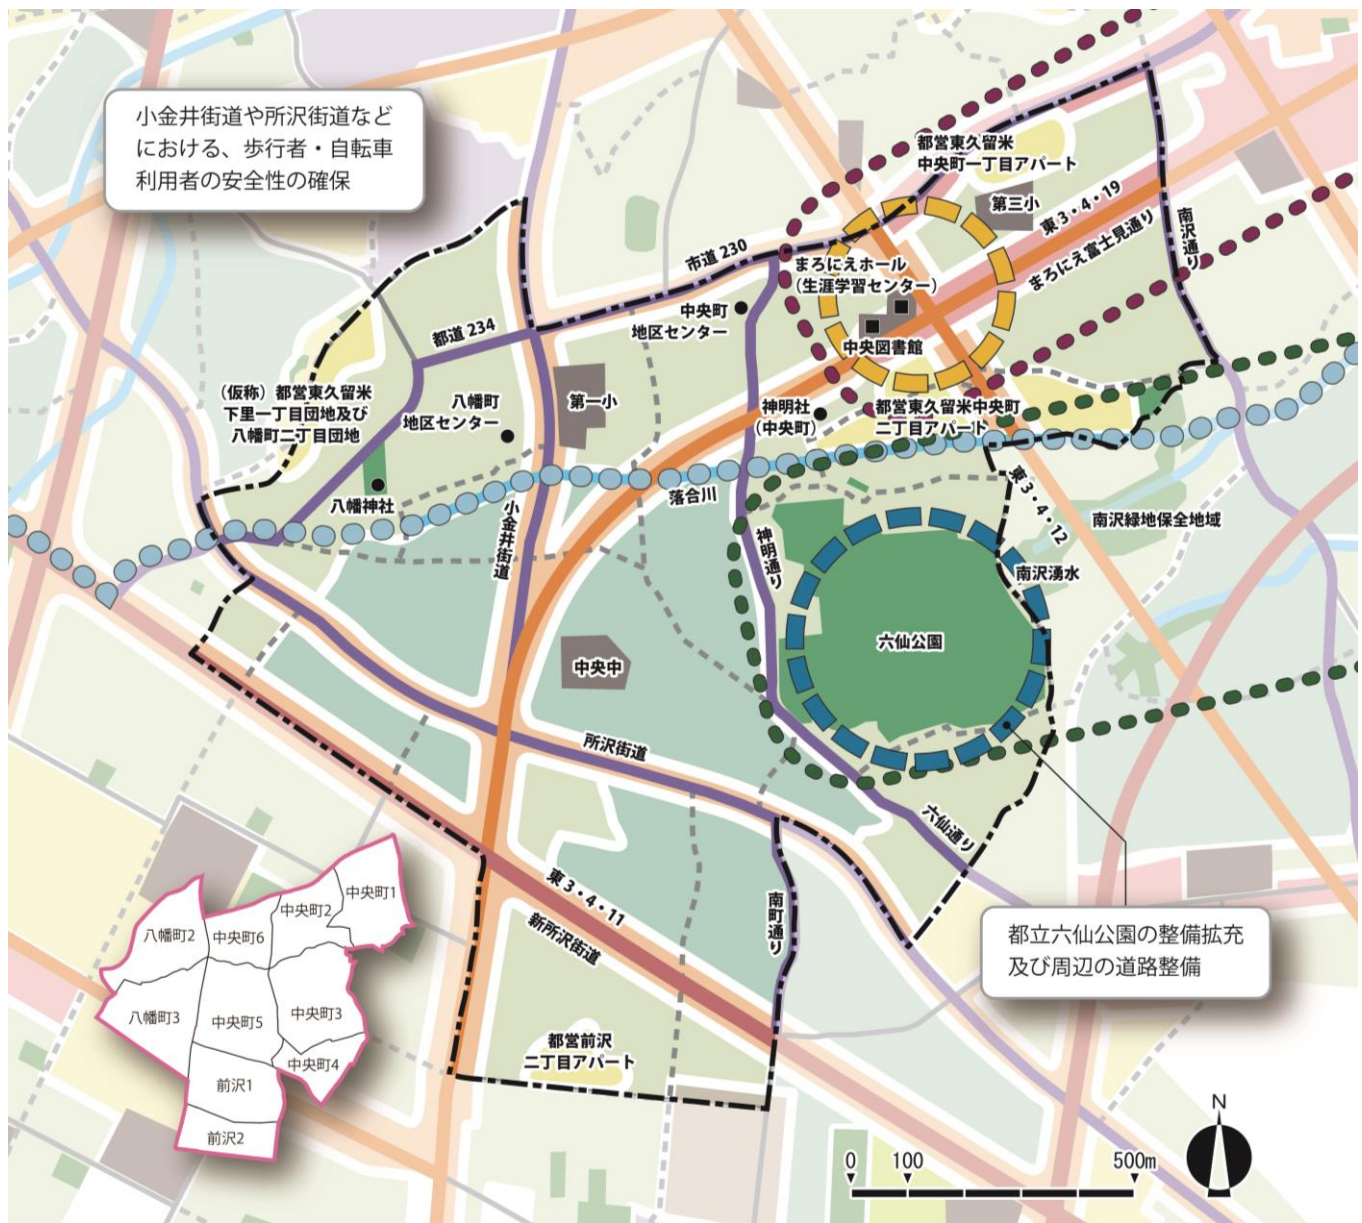 小金井街道や所沢街道など
における、歩行者・自転車
利用者の安全性の確保
都営東久留米
中央町一丁目アパート
第三小
東3・4・19
まろにえ富士見通り
南沢通り
市道 230
まろにえホール
（生涯学習センター）
中央町
地区センター
都道 234
中央図書館
（仮称）都営東久留米
下里一丁目団地及び
八幡町二丁目団地
八幡町
地区センター
第一小
神明社
（中央町）
都営東久留米中央町
二丁目アパート
八幡神社
小金井街道
落合川
神明通り
東3・4・12
南沢緑地保全地域
南沢湧水
六仙公園
中央中
所沢街道
六仙通り
東3・4・11
新所沢街道
南町通り
都立六仙公園の整備拡充
及び周辺の道路整備
都営前沢
二丁目アパート
中央町1
中央町2
八幡町2
中央町6
八幡町3
中央町5
中央町3
中央町4
前沢1
前沢2
N
0 100 500m